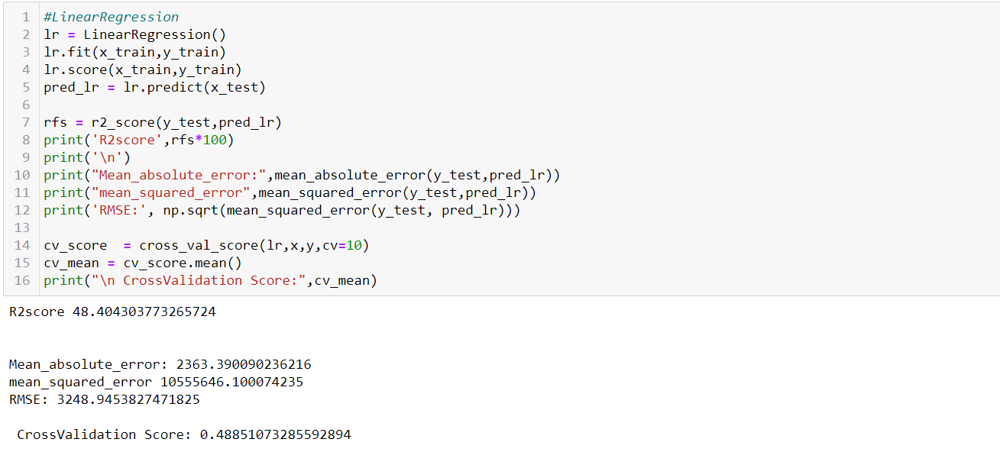 1 #LinearRegression
2 lr = LinearRegression()
3 lr.fit(x_train,y_train)
4 lr.score(x_train,y_train)
5 pred_lr = lr.predict(x_test)
6
7 rfs = r2_score(y_test,pred_lr)
8 print('R2score',rfs*100)
9 print('\n')
10 print("Mean_absolute_error:",mean_absolute_error(y_test,pred_lr))
11 print("mean_squared_error",mean_squared_error(y_test,pred_lr))
12 print('RMSE:', np.sqrt(mean_squared_error(y_test, pred_lr)))
13
14 cv_score  = cross_val_score(lr,x,y,cv=10)
15 cv_mean = cv_score.mean()
16 print("\n CrossValidation Score:",cv_mean)
R2score 48.404303773265724
Mean_absolute_error: 2363.390090236216
mean_squared_error 10555646.100074235
RMSE: 3248.9453827471825
CrossValidation Score: 0.48851073285592894